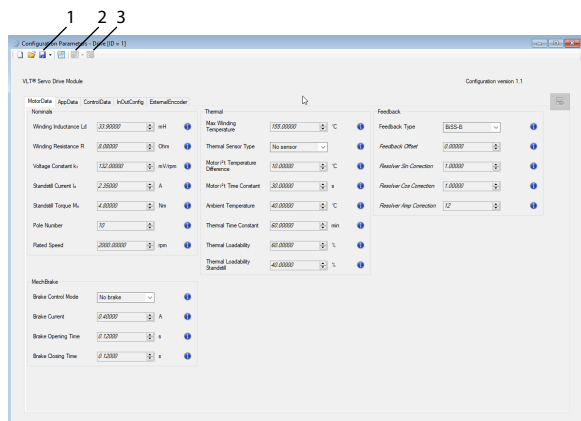 1 2 3
Configuration Parameters - Drive [ID = 1]
VLT® Servo Drive Module
Configuration version 1.1
MotorData AppData ControlData InOutConfig ExternalEncoder
Nominals
Winding Inductance Ld 33.90000 mH
Winding Resistance R 8.00000 Ohm
Voltage Constant kₑ 132.00000 mV/rpm
Standstill Current I₀ 2.35000 A
Standstill Torque M₀ 4.80000 Nm
Pole Number 10
Rated Speed 2000.00000 rpm
Thermal
Max Winding
Temperature 155.00000 °C
Thermal Sensor Type No sensor
Motor i²t Temperature
Difference 10.00000 °C
Motor i²t Time Constant 30.00000 s
Ambient Temperature 40.00000 °C
Thermal Time Constant 60.00000 min
Thermal Loadability 60.00000 %
Thermal Loadability
Standstill 40.00000 %
Feedback
Feedback Type BiSS-B
Feedback Offset 0.00000
Resolver Sin Correction 1.00000
Resolver Cos Correction 1.00000
Resolver Amp Correction 12
MechBrake
Brake Control Mode No brake
Brake Current 0.40000 A
Brake Opening Time 0.12000 s
Brake Closing Time 0.12000 s